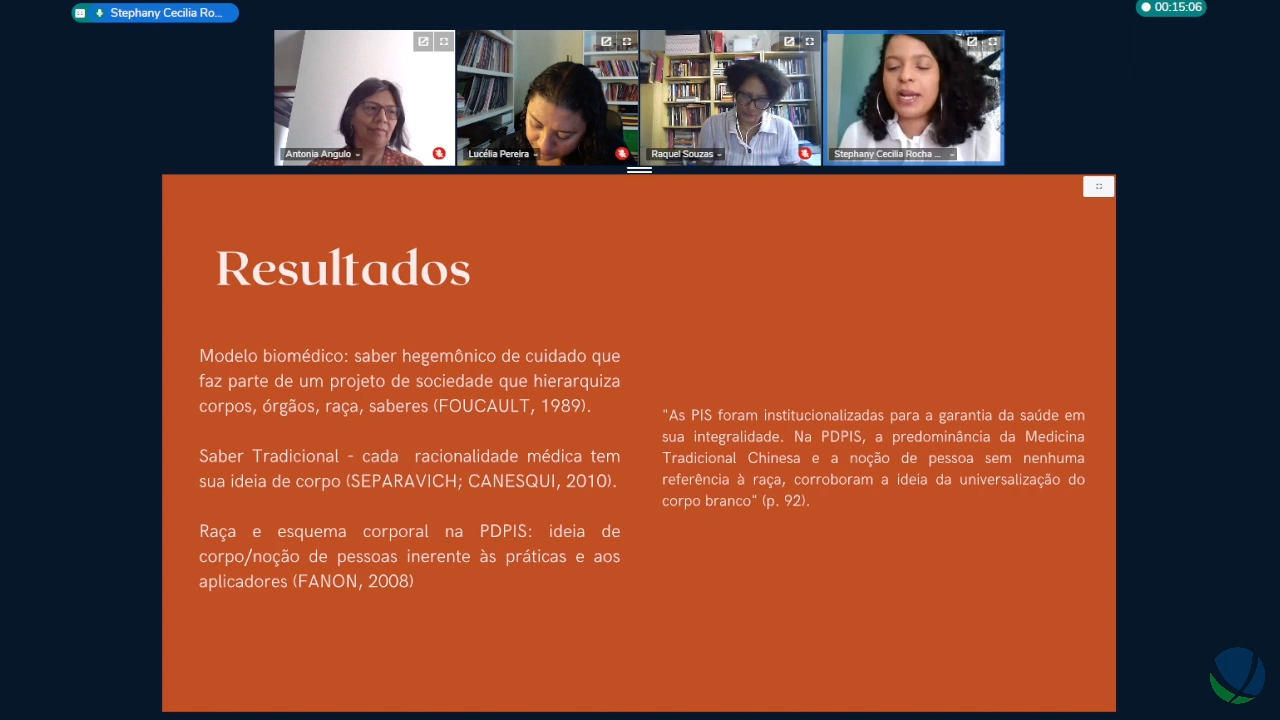 Stephany Cecilia Ro...
00:15:06
Antonia Angulo
Lucélia Pereira
Raquel Souzas
Stephany Cecilia Rocha ...
Resultados
Modelo biomédico: saber hegemônico de cuidado que
faz parte de um projeto de sociedade que hierarquiza
corpos, órgãos, raça, saberes (FOUCAULT, 1989).
Saber Tradicional - cada racionalidade médica tem
sua ideia de corpo (SEPARAVICH; CANESQUI, 2010).
Raça e esquema corporal na PDPIS: ideia de
corpo/noção de pessoas inerente às práticas e aos
aplicadores (FANON, 2008)
"As PIS foram institucionalizadas para a garantia da saúde em
sua integralidade. Na PDPIS, a predominância da Medicina
Tradicional Chinesa e a noção de pessoa sem nenhuma
referência à raça, corroboram a ideia da universalização do
corpo branco" (p. 92).